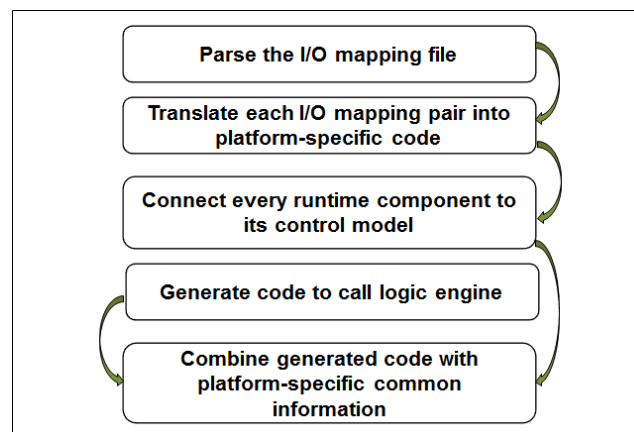 Parse the I/O mapping file
Translate each I/O mapping pair into
platform-specific code
Connect every runtime component to
its control model
Generate code to call logic engine
Combine generated code with
platform-specific common
information